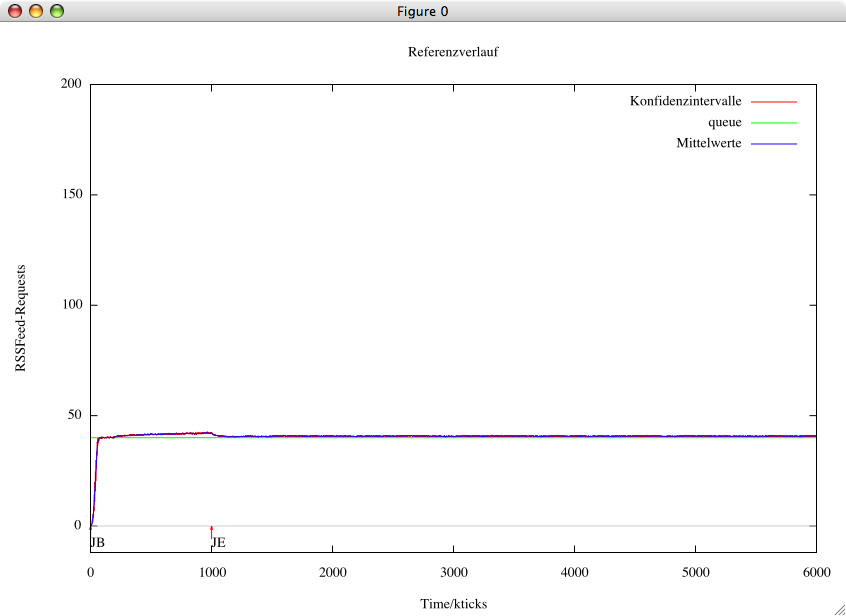 Figure 0
Referenzverlauf
200
Konfidenzintervalle
queue
Mittelwerte
150
RSSFeed-Requests
100
50
0
JB JE
0 1000 2000 3000 4000 5000 6000
Time/kticks